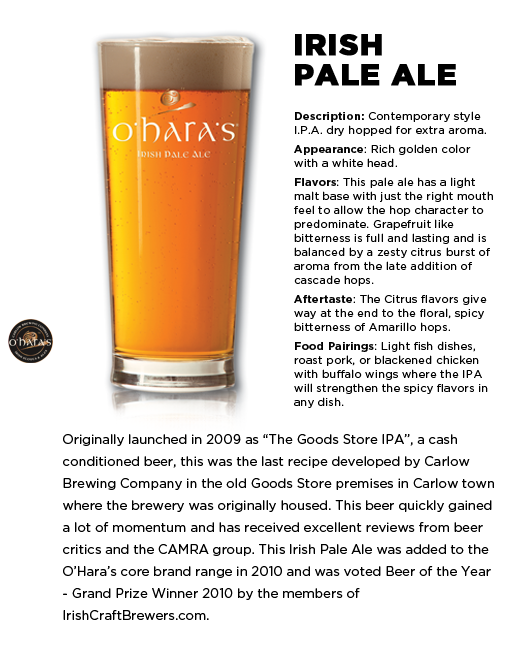 IRISH
PALE ALE
O'HARA'S
IRISH PALE ALE
Description: Contemporary style
I.P.A. dry hopped for extra aroma.
Appearance: Rich golden color
with a white head.
Flavors: This pale ale has a light
malt base with just the right mouth
feel to allow the hop character to
predominate. Grapefruit like
bitterness is full and lasting and is
balanced by a zesty citrus burst of
aroma from the late addition of
cascade hops.
Aftertaste: The Citrus flavors give
way at the end to the floral, spicy
bitterness of Amarillo hops.
Food Pairings: Light fish dishes,
roast pork, or blackened chicken
with buffalo wings where the IPA
will strengthen the spicy flavors in
any dish.
O'HARA'S
Originally launched in 2009 as “The Goods Store IPA”, a cash
conditioned beer, this was the last recipe developed by Carlow
Brewing Company in the old Goods Store premises in Carlow town
where the brewery was originally housed. This beer quickly gained
a lot of momentum and has received excellent reviews from beer
critics and the CAMRA group. This Irish Pale Ale was added to the
O’Hara’s core brand range in 2010 and was voted Beer of the Year
- Grand Prize Winner 2010 by the members of
IrishCraftBrewers.com.